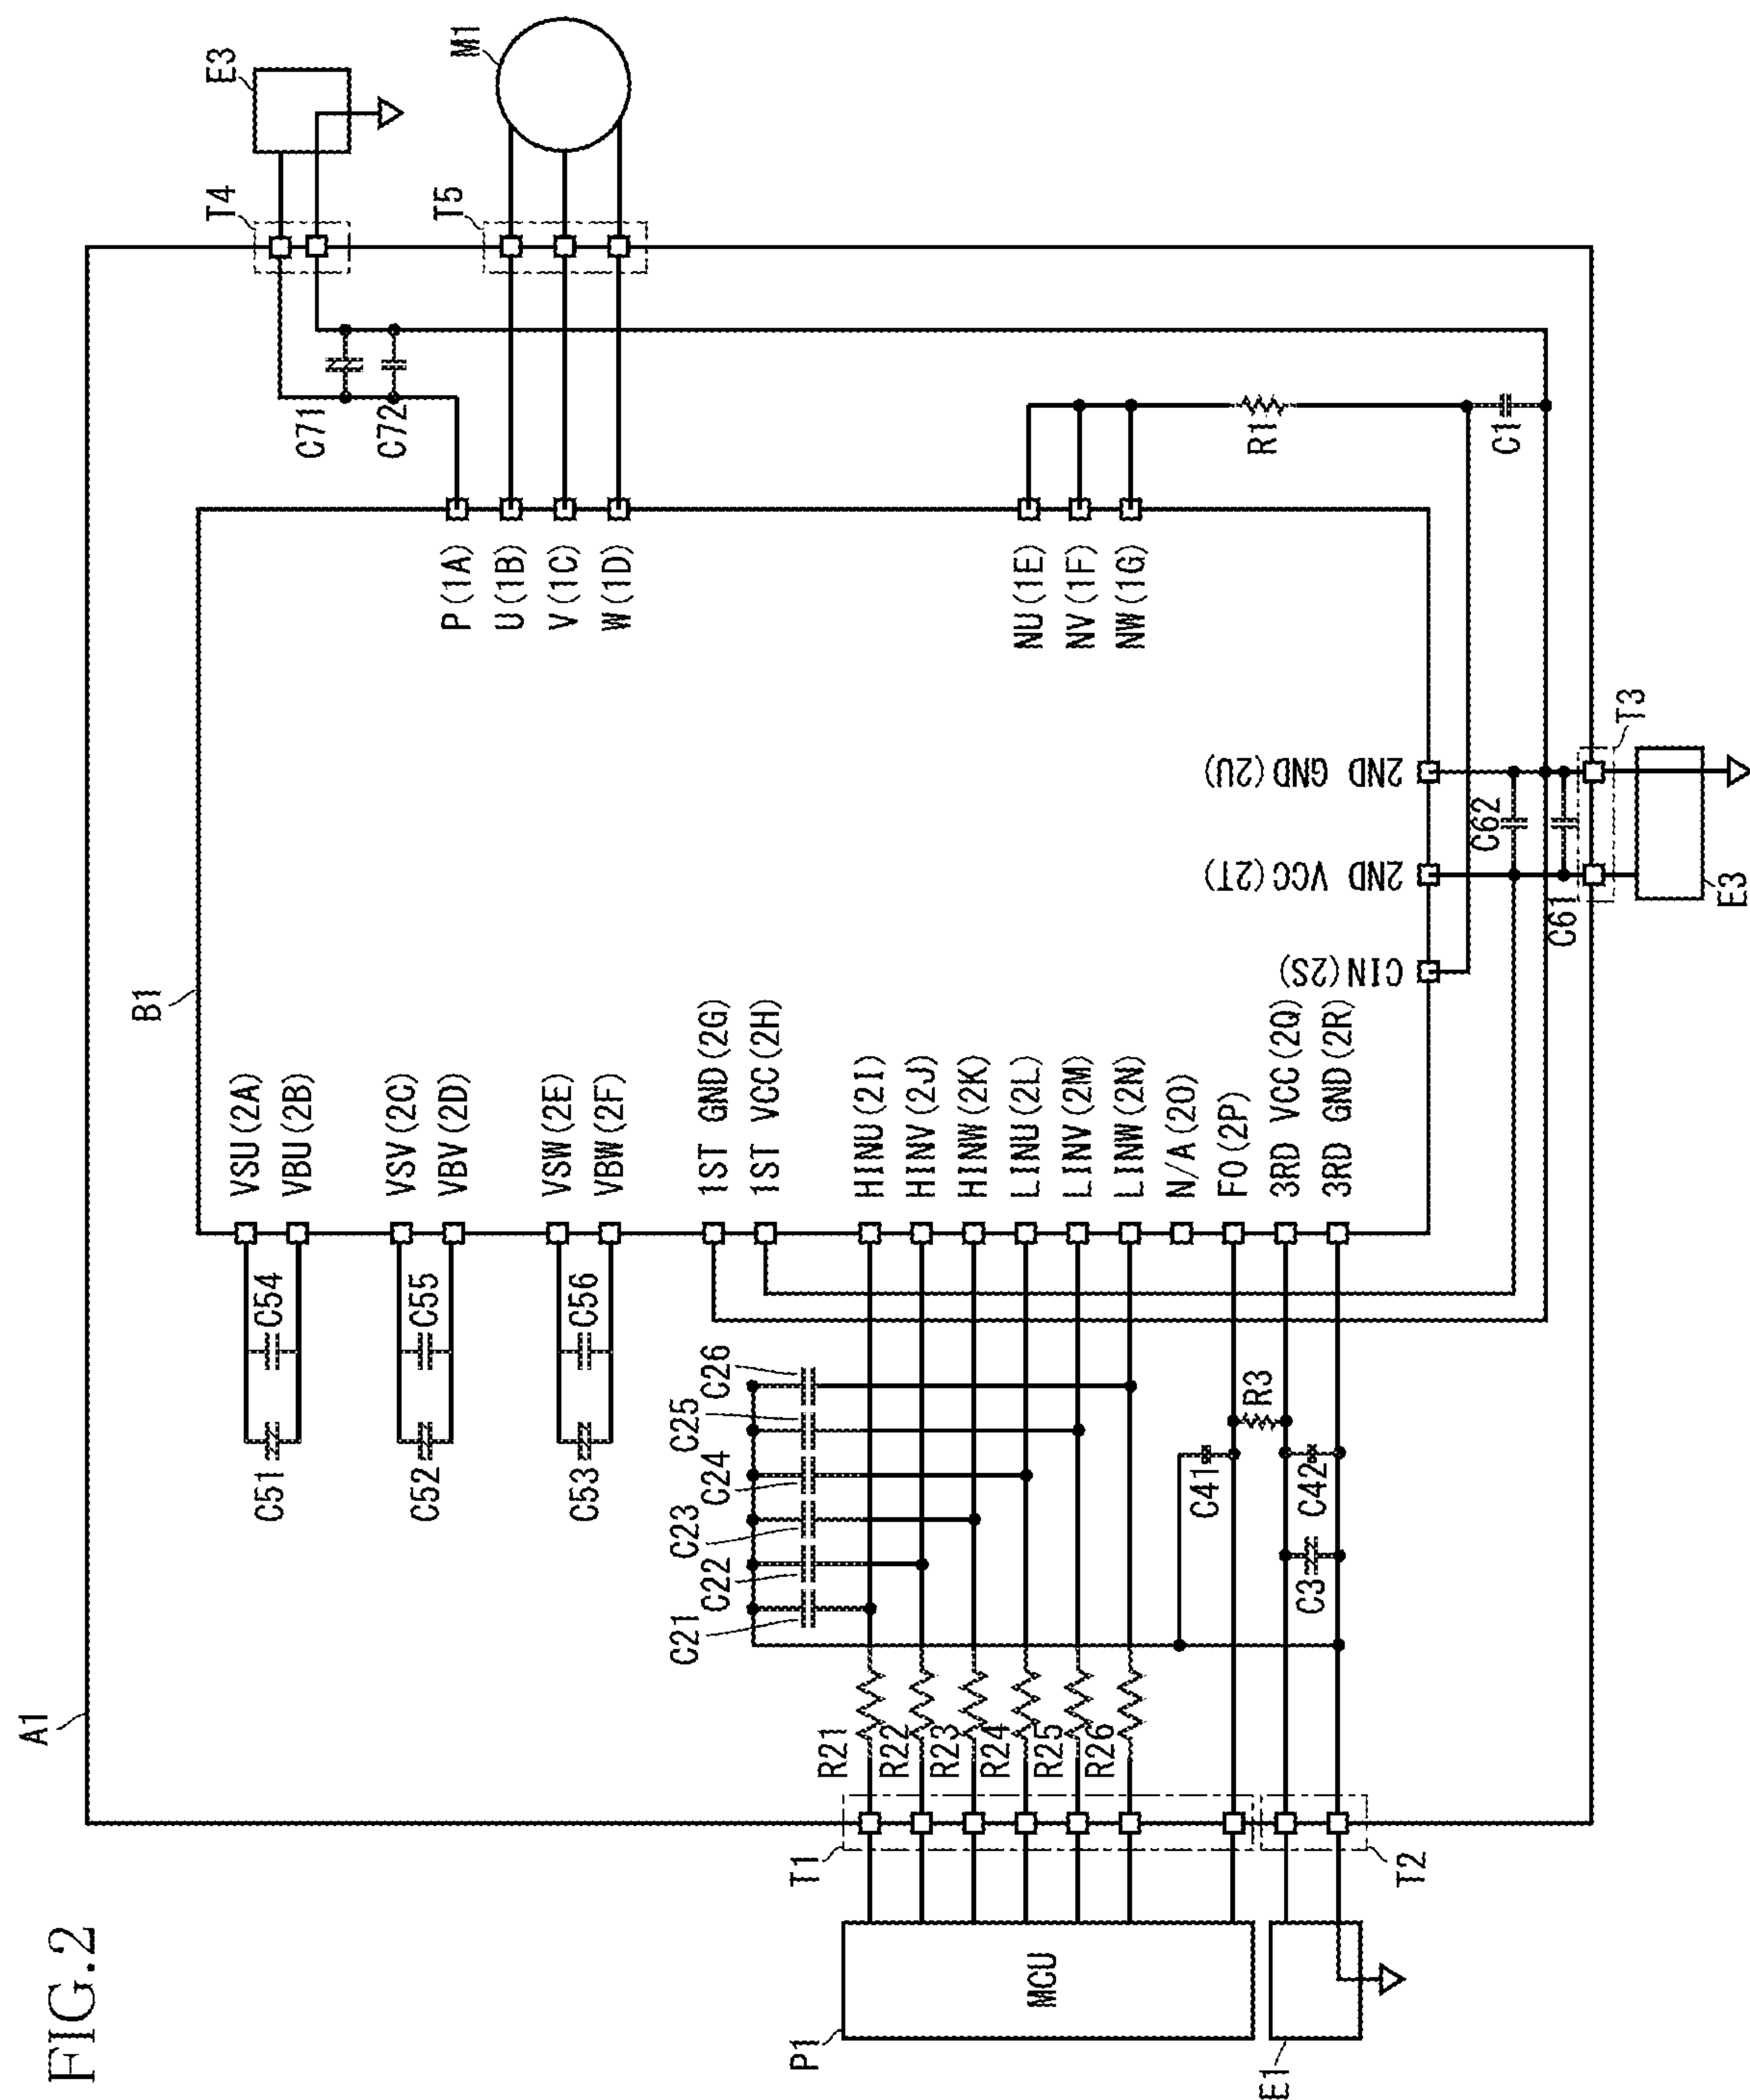 FIG.2
A1
B1
VSU(2A)
VBU(2B)
VSV(2C)
VBV(2D)
VSW(2E)
VBW(2F)
1ST GND(2G)
1ST VCC(2H)
HINU(2I)
HINV(2J)
HINW(2K)
LINU(2L)
LINV(2M)
LINW(2N)
N/A(2O)
FO(2P)
3RD VCC(2Q)
3RD GND(2R)
CIN(2S)
2ND VCC(2T)
2ND GND(2U)
P(1A)
U(1B)
V(1C)
W(1D)
NU(1E)
NV(1F)
NW(1G)
C51
C54
C52
C55
C53
C56
C21
C22
C23
C24
C25
C26
R21
R22
R23
R24
R25
R26
C41
R3
C42
C3
T1
T2
P1
MCU
E1
C71
C72
T4
E3
T5
M1
R1
C1
C62
C61
T3
E3